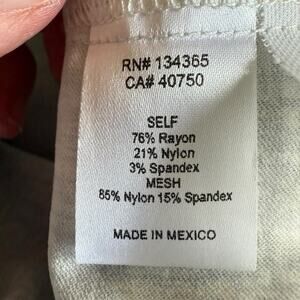 RN# 134365
CA# 40750
SELF
76% Rayon
21% Nylon
3% Spandex
MESH
85% Nylon 15% Spandex
MADE IN MEXICO